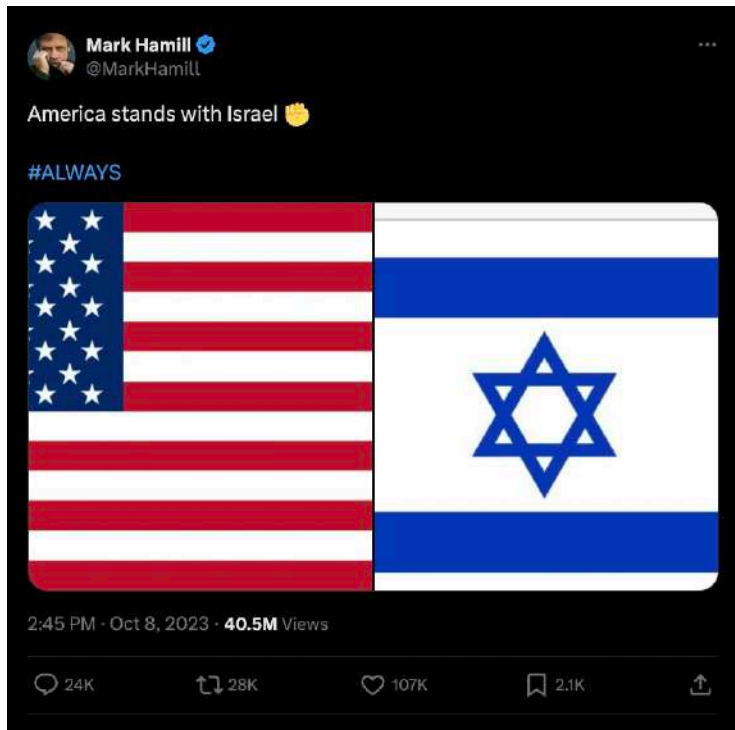 Mark Hamill
@MarkHamill
America stands with Israel ✊
#ALWAYS
2:45 PM · Oct 8, 2023 · 40.5M Views
24K 28K 107K 2.1K